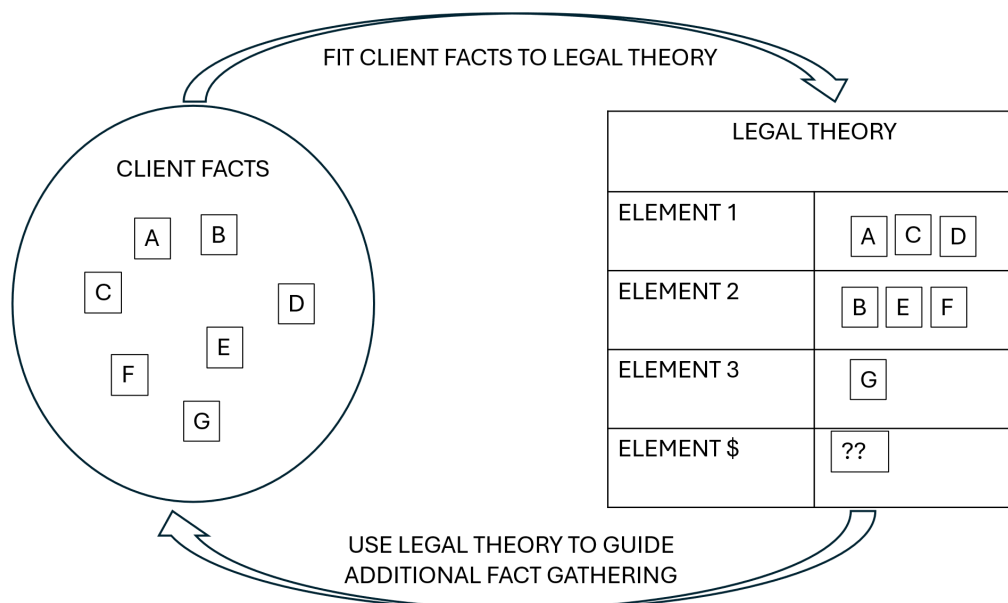 FIT CLIENT FACTS TO LEGAL THEORY
CLIENT FACTS
A B
C
D
E
F
G
LEGAL THEORY
ELEMENT 1 A C D
ELEMENT 2 B E F
ELEMENT 3 G
ELEMENT $ ??
USE LEGAL THEORY TO GUIDE
ADDITIONAL FACT GATHERING